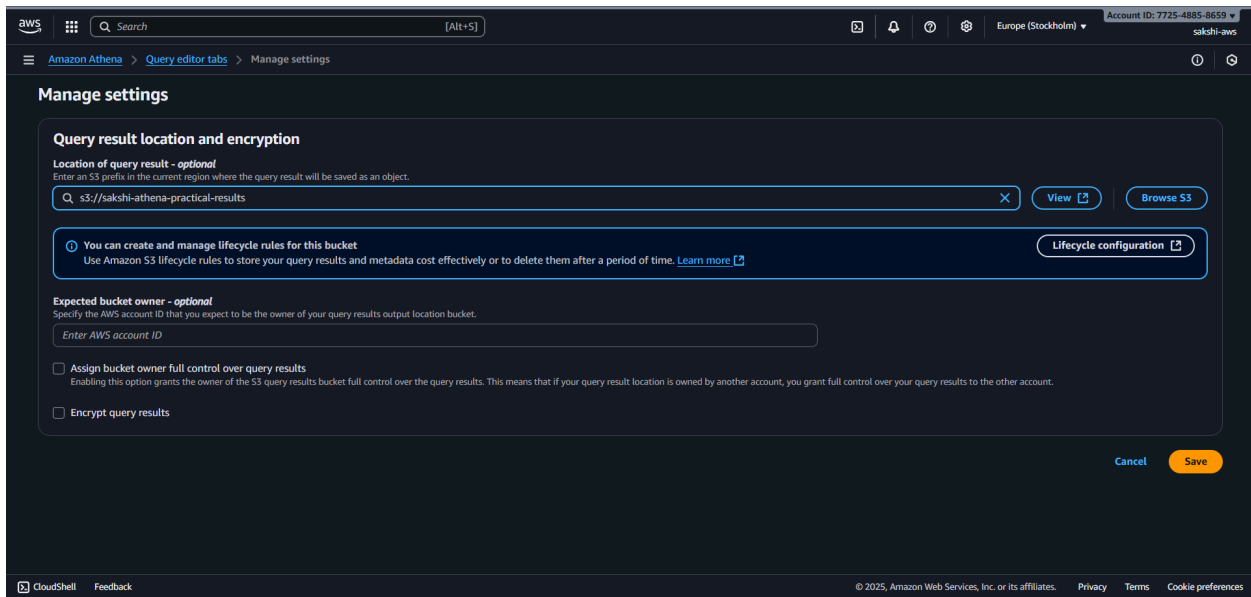 aws
Search
[Alt+S]
Europe (Stockholm)
Account ID: 7725-4885-8659
sakshi-aws
Amazon Athena > Query editor tabs > Manage settings
Manage settings
Query result location and encryption
Location of query result - optional
Enter an S3 prefix in the current region where the query result will be saved as an object.
s3://sakshi-athena-practical-results
View
Browse S3
You can create and manage lifecycle rules for this bucket
Use Amazon S3 lifecycle rules to store your query results and metadata cost effectively or to delete them after a period of time. Learn more
Lifecycle configuration
Expected bucket owner - optional
Specify the AWS account ID that you expect to be the owner of your query results output location bucket.
Enter AWS account ID
Assign bucket owner full control over query results
Enabling this option grants the owner of the S3 query results bucket full control over the query results. This means that if your query result location is owned by another account, you grant full control over your query results to the other account.
Encrypt query results
Cancel
Save
CloudShell
Feedback
© 2025, Amazon Web Services, Inc. or its affiliates.
Privacy
Terms
Cookie preferences